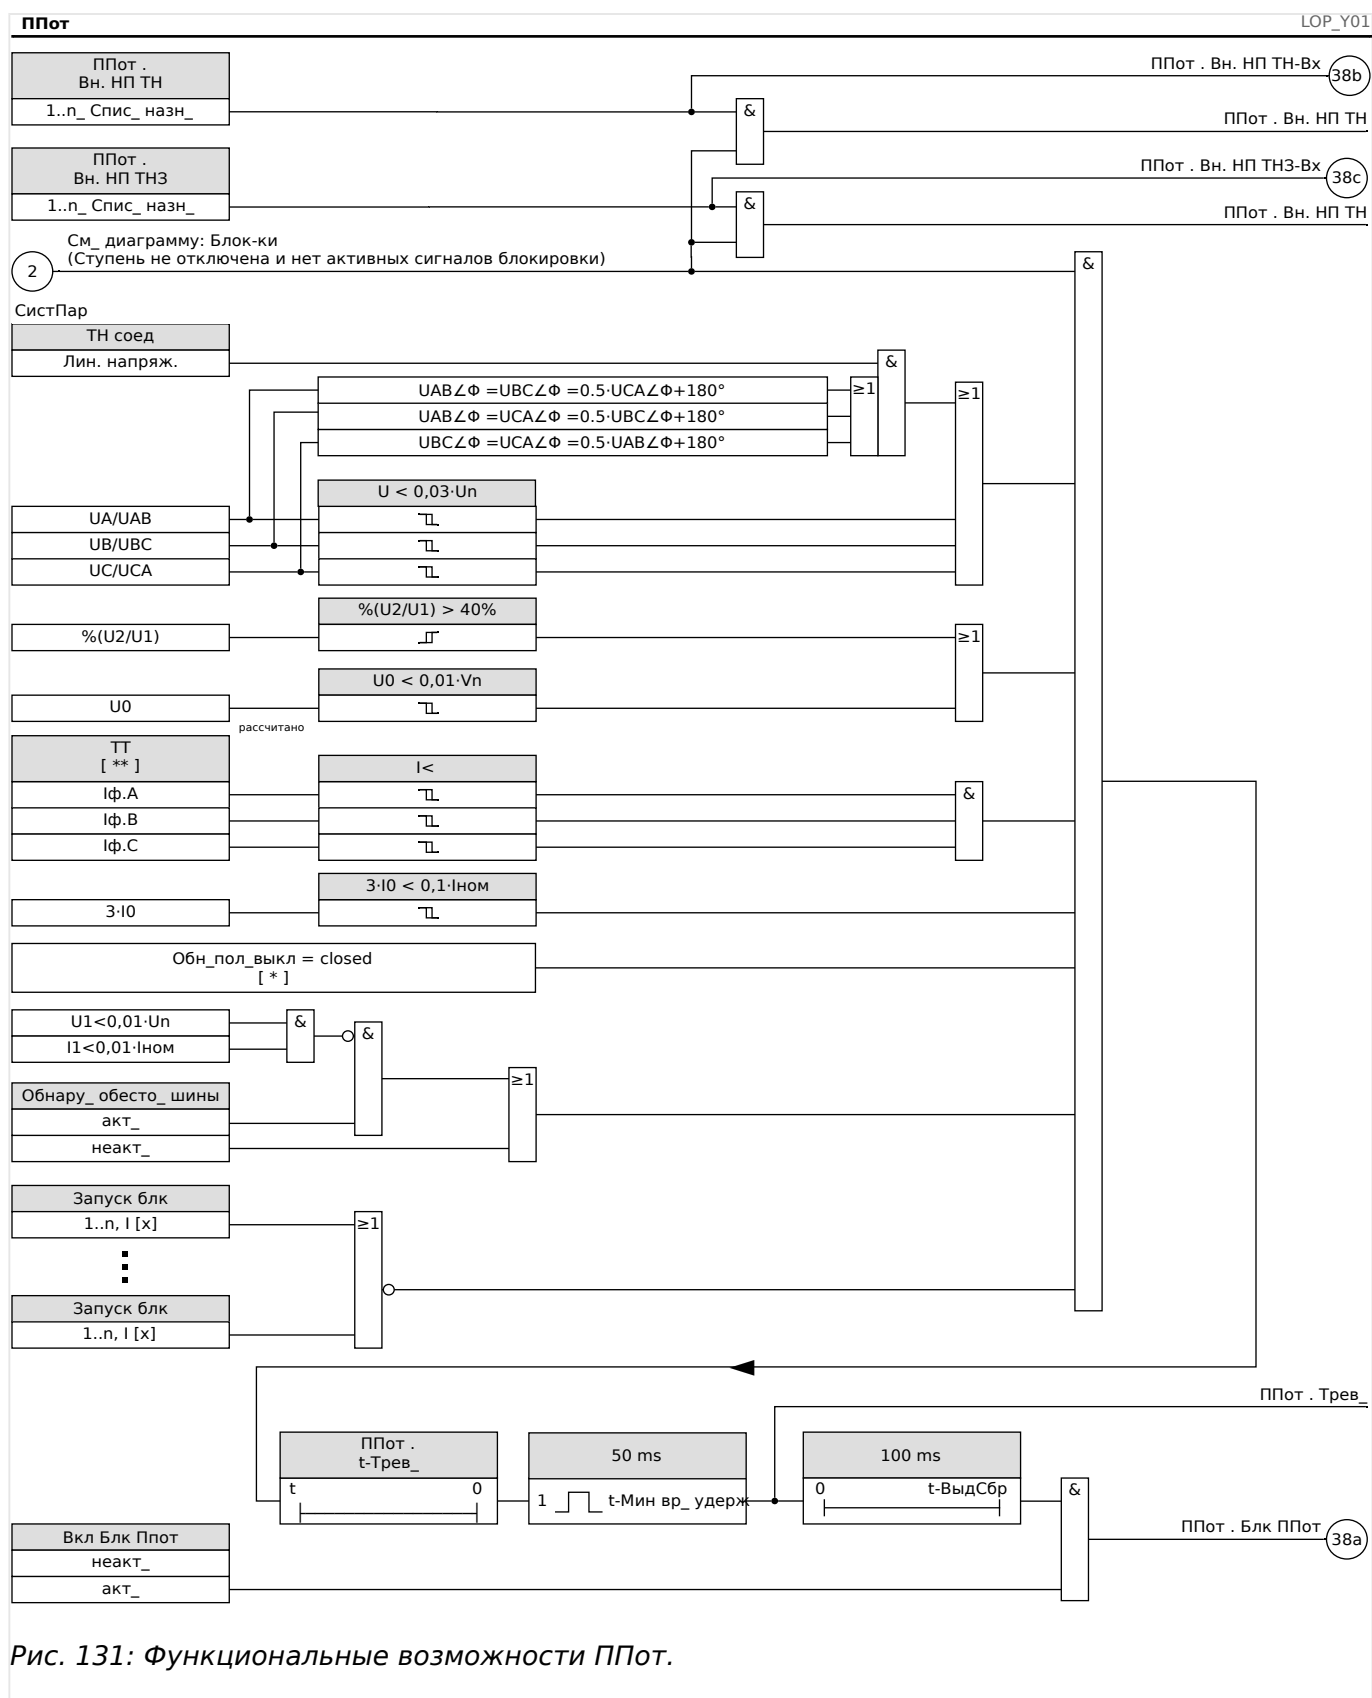 ППот
LOP_Y01
ППот .
Вн. НП ТН
1..n_ Спис_ назн_
ППот . Вн. НП ТН-Вх
38b
&
ППот . Вн. НП ТН
ППот .
Вн. НП ТНЗ
1..n_ Спис_ назн_
ППот . Вн. НП ТНЗ-Вх
38c
&
ППот . Вн. НП ТН
См_ диаграмму: Блок-ки
(Ступень не отключена и нет активных сигналов блокировки)
2
&
СистПар
ТН соед
Лин. напряж.
&
UAB∠Φ =UBC∠Φ =0.5·UCA∠Φ+180°
≥1
≥1
UAB∠Φ =UCA∠Φ =0.5·UBC∠Φ+180°
UBC∠Φ =UCA∠Φ =0.5·UAB∠Φ+180°
U < 0,03·Un
UA/UAB
UB/UBC
UC/UCA
%(U2/U1) > 40%
%(U2/U1)
≥1
U0 < 0,01·Vn
U0
рассчитано
ТТ
[ ** ]
I<
Iф.A
&
Iф.B
Iф.C
3·I0 < 0,1·Iном
3·I0
Обн_пол_выкл = closed
[ * ]
U1<0,01·Un
&
&
I1<0,01·Iном
≥1
Обнару_ обесто_ шины
акт_
неакт_
Запуск блк
1..n, I [x]
≥1
Запуск блк
1..n, I [x]
ППот . Трев_
ППот .
t-Трев_
50 ms
100 ms
t
0
1
t-Мин вр_ удерж
0
t-ВыдСбр
&
Вкл Блк Ппот
неакт_
акт_
ППот . Блк ППот
38a
Рис. 131: Функциональные возможности ППот.